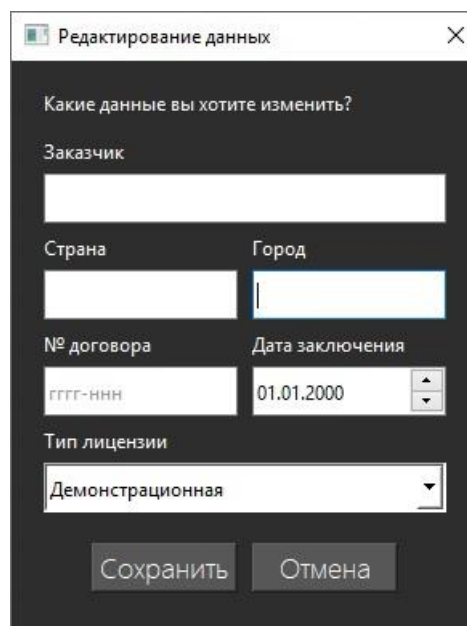 Редактирование данных
Какие данные вы хотите изменить?
Заказчик
Страна Город
№ договора Дата заключения
гггг-ннн 01.01.2000
Тип лицензии
Демонстрационная
Сохранить Отмена